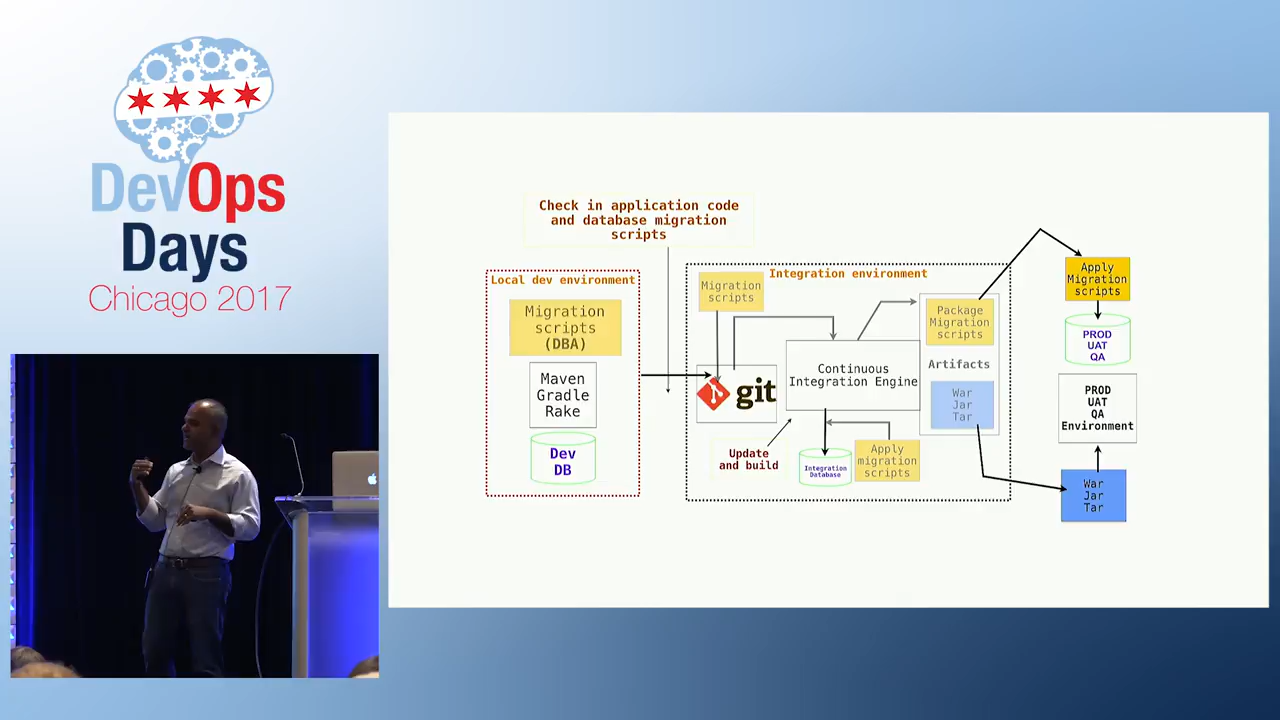 DevOps
Days
Chicago 2017
Check in application code
and database migration
scripts
Local dev environment
Migration
scripts
(DBA)
Maven
Gradle
Rake
Dev
DB
Integration environment
Migration
scripts
git
Continuous
Integration Engine
Update
and build
Integration
Database
Apply
migration
scripts
Package
Migration
scripts
Artifacts
War
Jar
Tar
Apply
Migration
scripts
PROD
UAT
QA
PROD
UAT
QA
Environment
War
Jar
Tar